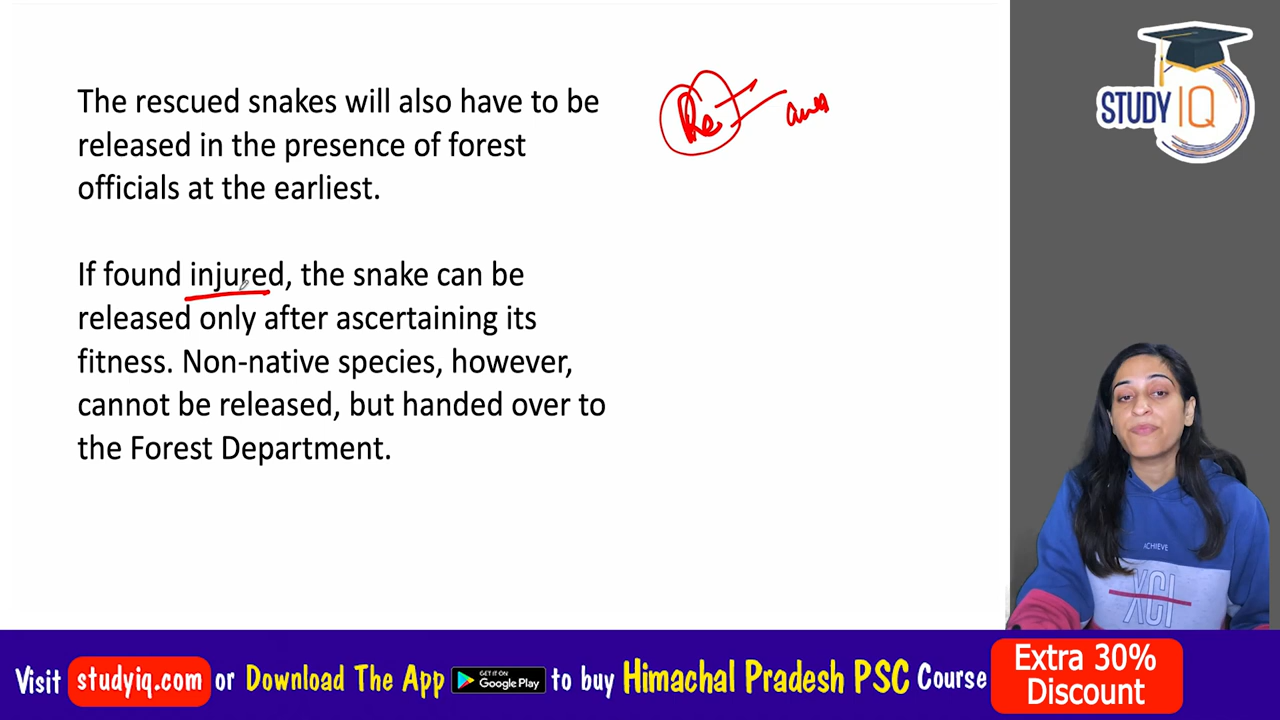 The rescued snakes will also have to be
released in the presence of forest
officials at the earliest.
If found injured, the snake can be
released only after ascertaining its
fitness. Non-native species, however,
cannot be released, but handed over to
the Forest Department.
STUDY IQ
ACHIEVE
XCI
Visit studyiq.com or Download The App GET IT ON Google Play to buy Himachal Pradesh PSC Course
Extra 30%
Discount